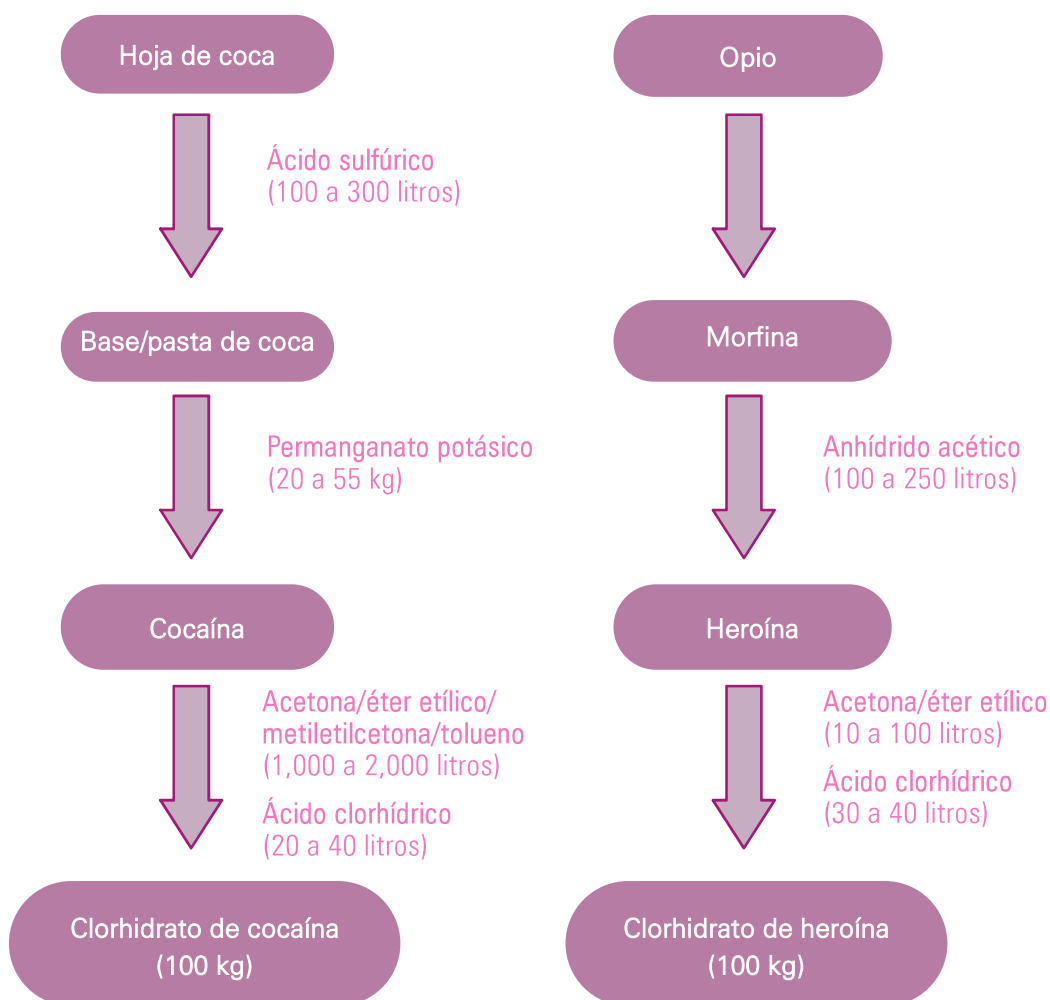 Hoja de coca
Ácido sulfúrico
(100 a 300 litros)
Base/pasta de coca
Permanganato potásico
(20 a 55 kg)
Cocaína
Acetona/éter etílico/
metiletilcetona/tolueno
(1,000 a 2,000 litros)
Ácido clorhídrico
(20 a 40 litros)
Clorhidrato de cocaína
(100 kg)
Opio
Morfina
Anhídrido acético
(100 a 250 litros)
Heroína
Acetona/éter etílico
(10 a 100 litros)
Ácido clorhídrico
(30 a 40 litros)
Clorhidrato de heroína
(100 kg)